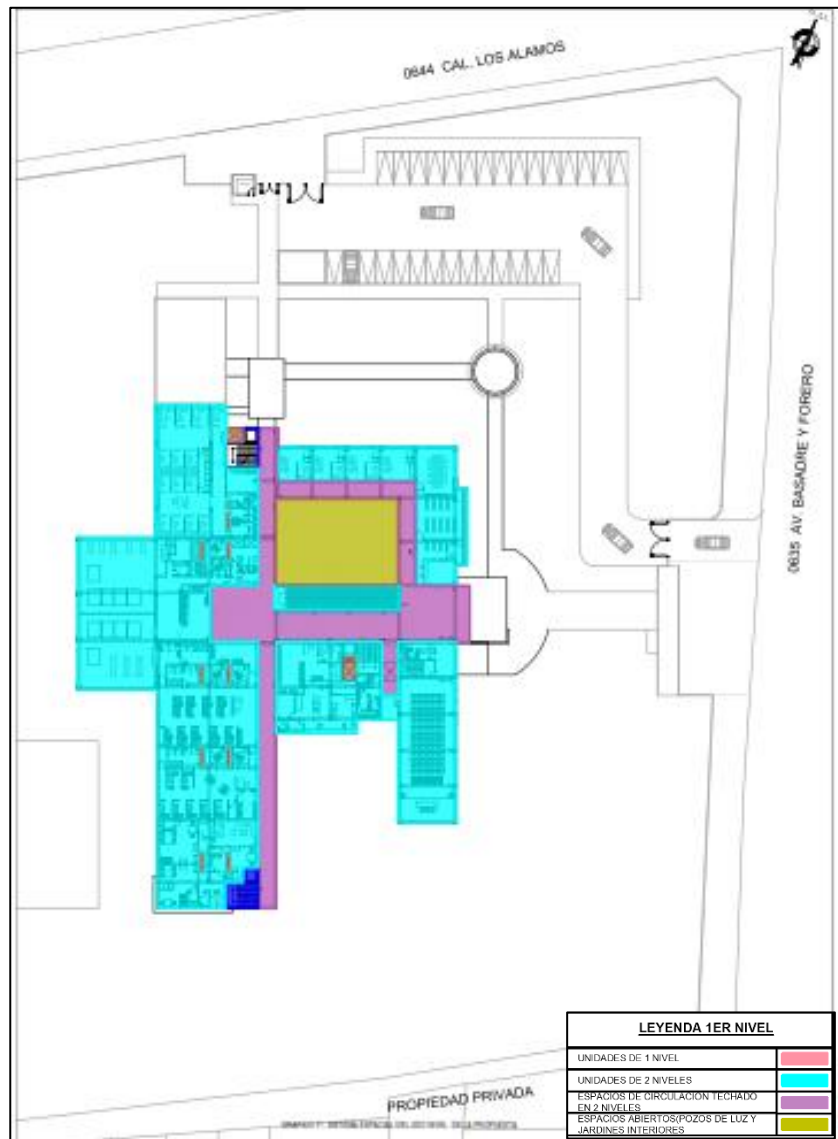 0644 CAL. LOS ALAMOS
0635 AV. BASADRE Y FORERO
PROPIEDAD PRIVADA
LEYENDA 1ER NIVEL
UNIDADES DE 1 NIVEL
UNIDADES DE 2 NIVELES
ESPACIOS DE CIRCULACION TECHADO
EN 2 NIVELES
ESPACIOS ABIERTOS(POZOS DE LUZ Y
JARDINES INTERIORES